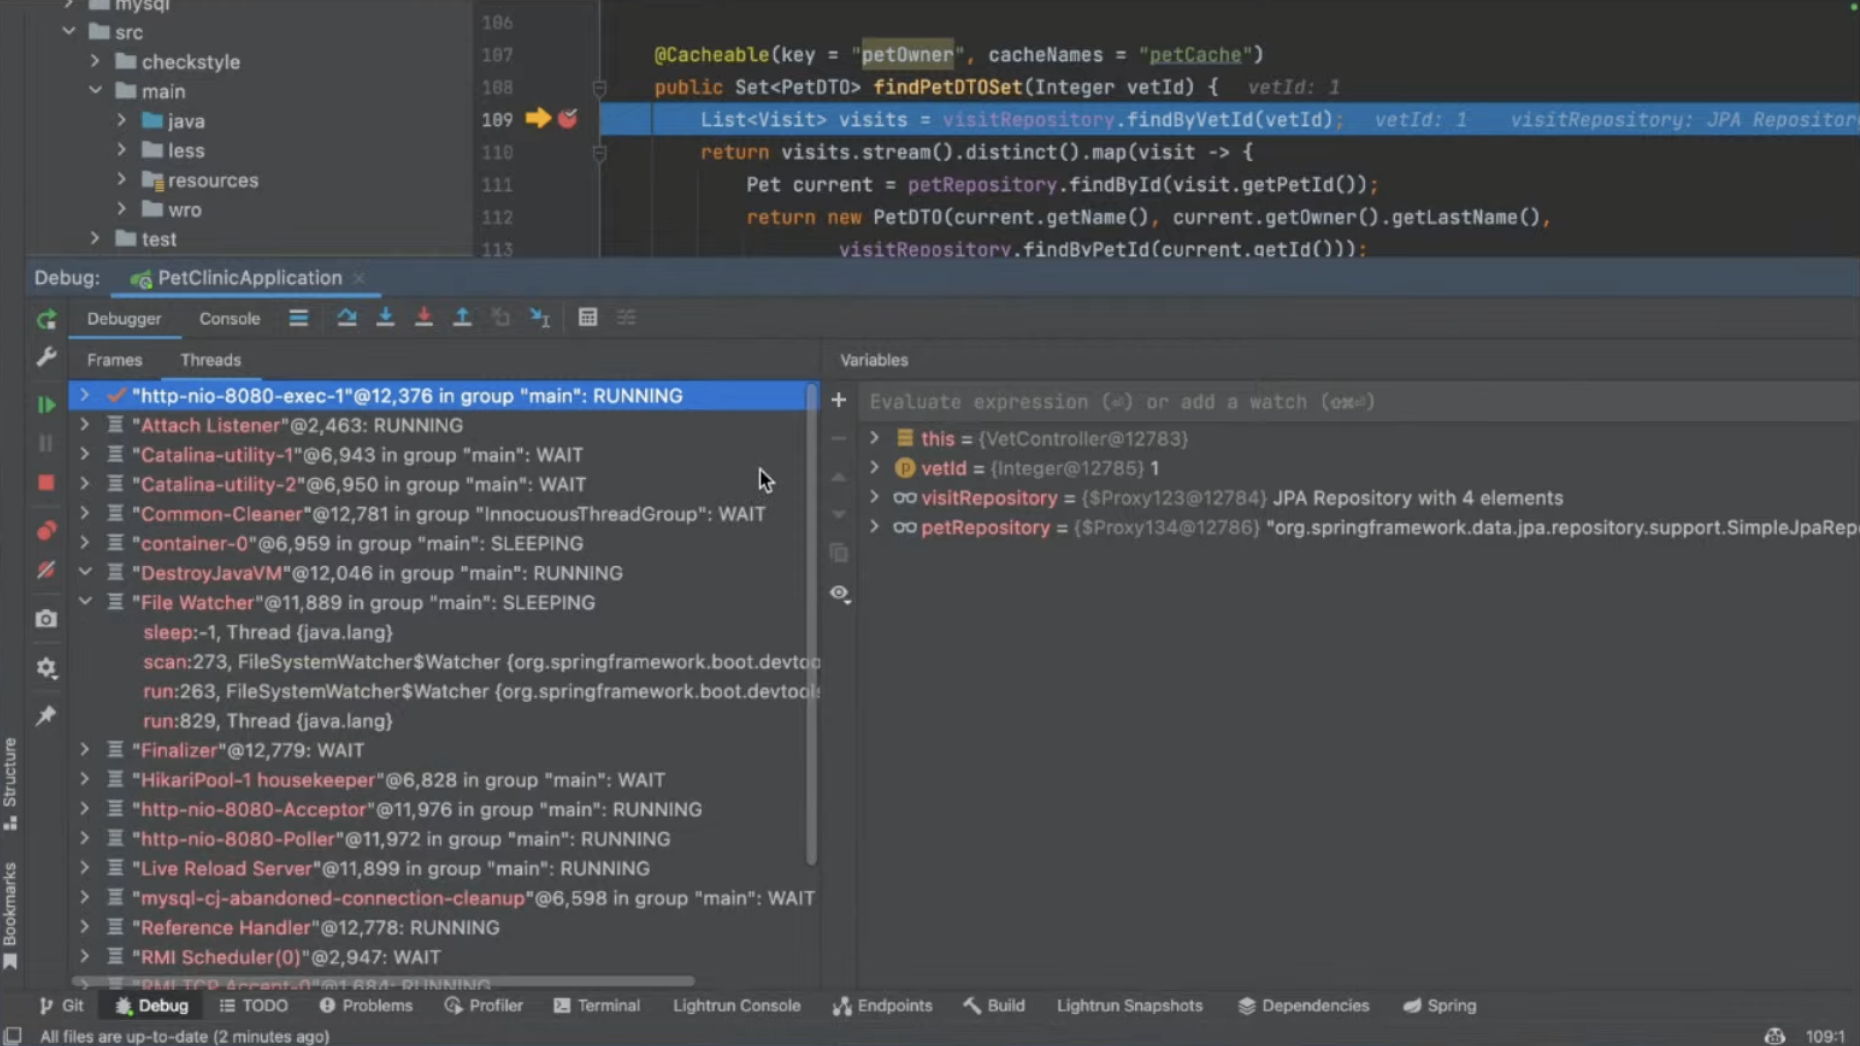 mysql
src
checkstyle
main
java
less
resources
wro
test
106
107 @Cacheable(key = "petOwner", cacheNames = "petCache")
108 public Set<PetDTO> findPetDTOSet(Integer vetId) { vetId: 1
109 List<Visit> visits = visitRepository.findByVetId(vetId); vetId: 1 visitRepository: JPA Repositor
110 return visits.stream().distinct().map(visit -> {
111 Pet current = petRepository.findById(visit.getPetId());
112 return new PetDTO(current.getName(), current.getOwner().getLastName(),
113 visitRepository.findByPetId(current.getId()));
Debug: PetClinicApplication
Debugger Console
Frames Threads
"http-nio-8080-exec-1"@12,376 in group "main": RUNNING
"Attach Listener"@2,463: RUNNING
"Catalina-utility-1"@6,943 in group "main": WAIT
"Catalina-utility-2"@6,950 in group "main": WAIT
"Common-Cleaner"@12,781 in group "InnocuousThreadGroup": WAIT
"container-0"@6,959 in group "main": SLEEPING
"DestroyJavaVM"@12,046 in group "main": RUNNING
"File Watcher"@11,889 in group "main": SLEEPING
sleep:-1, Thread {java.lang}
scan:273, FileSystemWatcher$Watcher {org.springframework.boot.devtoo
run:263, FileSystemWatcher$Watcher {org.springframework.boot.devtools
run:829, Thread {java.lang}
"Finalizer"@12,779: WAIT
"HikariPool-1 housekeeper"@6,828 in group "main": WAIT
"http-nio-8080-Acceptor"@11,976 in group "main": RUNNING
"http-nio-8080-Poller"@11,972 in group "main": RUNNING
"Live Reload Server"@11,899 in group "main": RUNNING
"mysql-cj-abandoned-connection-cleanup"@6,598 in group "main": WAIT
"Reference Handler"@12,778: RUNNING
"RMI Scheduler(0)"@2,947: WAIT
"RMI TCP Accept-0"@1,684: RUNNING
Variables
Evaluate expression (⏎) or add a watch (⇧⌘⏎)
this = {VetController@12783}
vetId = {Integer@12785} 1
visitRepository = {$Proxy123@12784} JPA Repository with 4 elements
petRepository = {$Proxy134@12786} "org.springframework.data.jpa.repository.support.SimpleJpaRepo
Structure
Bookmarks
Git Debug TODO Problems Profiler Terminal Lightrun Console Endpoints Build Lightrun Snapshots Dependencies Spring
All files are up-to-date (2 minutes ago) 109:1